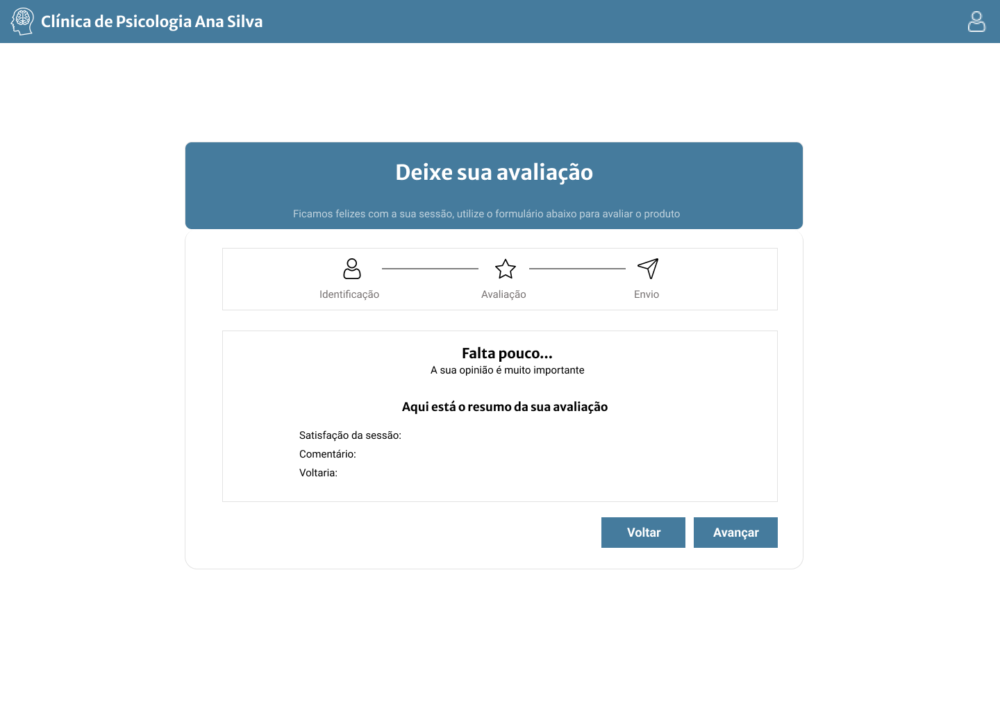 Clínica de Psicologia Ana Silva
Deixe sua avaliação
Ficamos felizes com a sua sessão, utilize o formulário abaixo para avaliar o produto
Identificação
Avaliação
Envio
Falta pouco...
A sua opinião é muito importante
Aqui está o resumo da sua avaliação
Satisfação da sessão:
Comentário:
Voltaria:
Voltar
Avançar